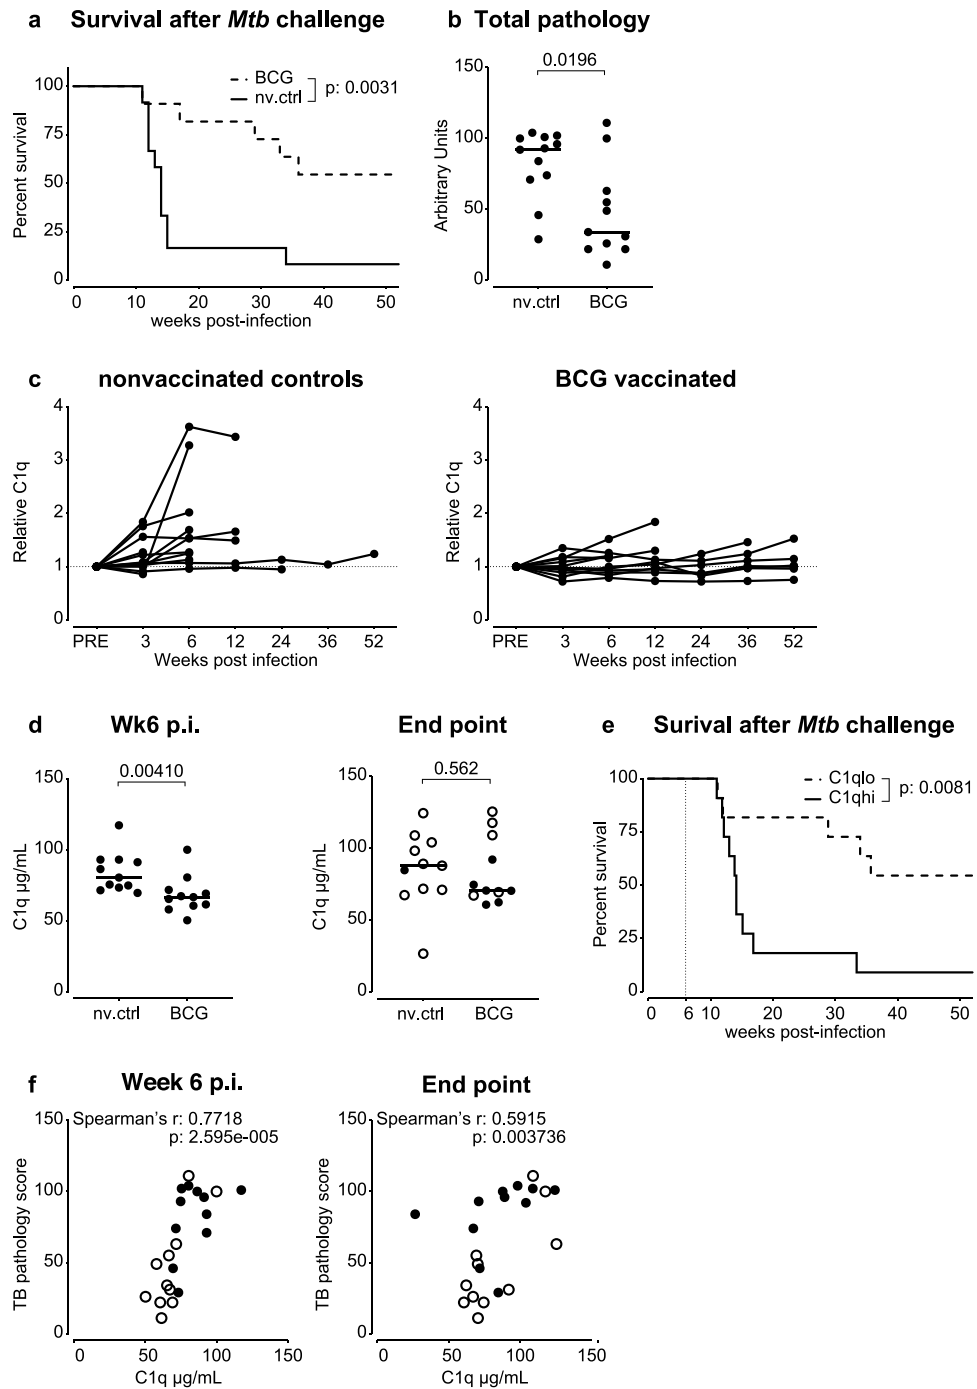 a Survival after Mtb challenge
100
75
50
25
0
Percent survival
BCG
nv.ctrl
p: 0.0031
0 10 20 30 40 50
weeks post-infection
b Total pathology
0.0196
150
100
50
0
Arbitrary Units
nv.ctrl BCG
c nonvaccinated controls
4
3
2
1
0
Relative C1q
PRE 3 6 12 24 36 52
Weeks post infection
BCG vaccinated
4
3
2
1
0
Relative C1q
PRE 3 6 12 24 36 52
Weeks post infection
d Wk6 p.i.
0.00410
150
100
50
0
C1q µg/mL
nv.ctrl BCG
End point
0.562
150
100
50
0
C1q µg/mL
nv.ctrl BCG
e Surival after Mtb challenge
100
75
50
25
0
Percent survival
C1qlo
C1qhi
p: 0.0081
0 6 10 20 30 40 50
weeks post-infection
f Week 6 p.i.
Spearman's r: 0.7718
p: 2.595e-005
150
100
50
0
TB pathology score
0 50 100 150
C1q µg/mL
End point
Spearman's r: 0.5915
p: 0.003736
150
100
50
0
TB pathology score
0 50 100 150
C1q µg/mL